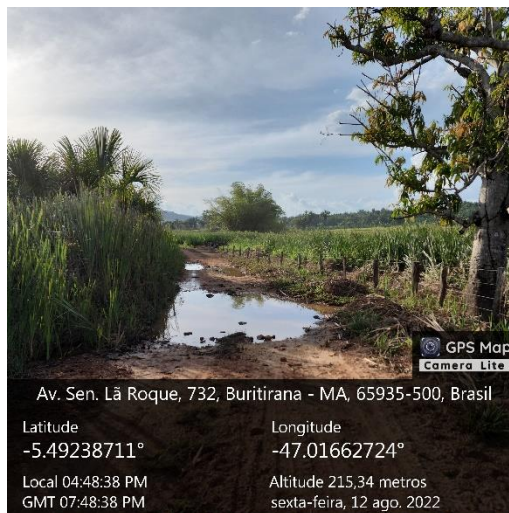 GPS Map
Camera Lite
Av. Sen. Lã Roque, 732, Buritirana - MA, 65935-500, Brasil
Latitude Longitude
-5.49238711° -47.01662724°
Local 04:48:38 PM Altitude 215,34 metros
GMT 07:48:38 PM sexta-feira, 12 ago. 2022